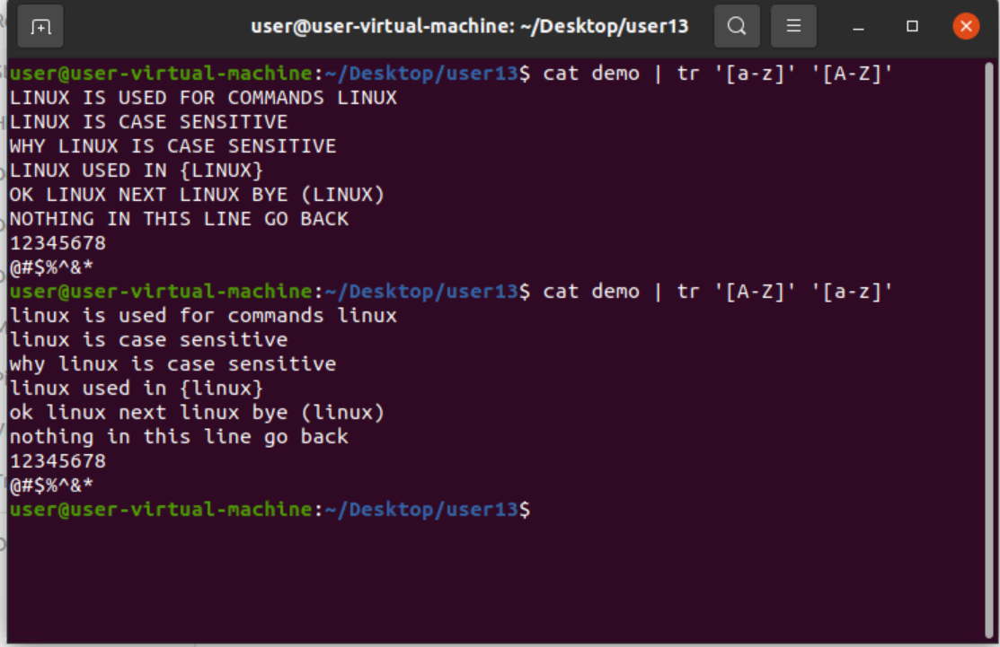 user@user-virtual-machine: ~/Desktop/user13
user@user-virtual-machine:~/Desktop/user13$ cat demo | tr '[a-z]' '[A-Z]'
LINUX IS USED FOR COMMANDS LINUX
LINUX IS CASE SENSITIVE
WHY LINUX IS CASE SENSITIVE
LINUX USED IN {LINUX}
OK LINUX NEXT LINUX BYE (LINUX)
NOTHING IN THIS LINE GO BACK
12345678
@#$%^&*
user@user-virtual-machine:~/Desktop/user13$ cat demo | tr '[A-Z]' '[a-z]'
linux is used for commands linux
linux is case sensitive
why linux is case sensitive
linux used in {linux}
ok linux next linux bye (linux)
nothing in this line go back
12345678
@#$%^&*
user@user-virtual-machine:~/Desktop/user13$